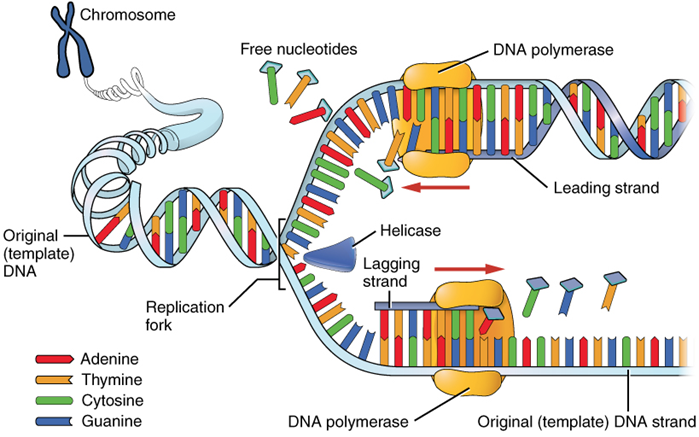 Chromosome
Free nucleotides
DNA polymerase
Leading strand
Helicase
Lagging
strand
Original
(template)
DNA
Replication
fork
Adenine
Thymine
Cytosine
Guanine
DNA polymerase
Original (template) DNA strand